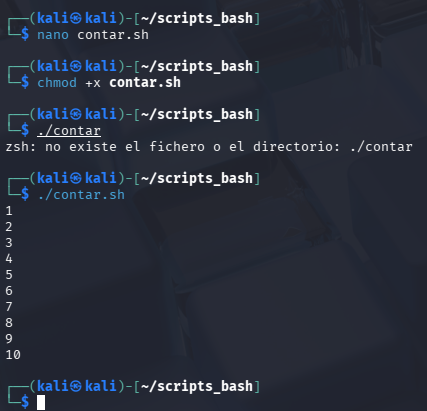 ┌──(kali㉿kali)-[~/scripts_bash]
└─$ nano contar.sh
┌──(kali㉿kali)-[~/scripts_bash]
└─$ chmod +x contar.sh
┌──(kali㉿kali)-[~/scripts_bash]
└─$ ./contar
zsh: no existe el fichero o el directorio: ./contar
┌──(kali㉿kali)-[~/scripts_bash]
└─$ ./contar.sh
1
2
3
4
5
6
7
8
9
10
┌──(kali㉿kali)-[~/scripts_bash]
└─$